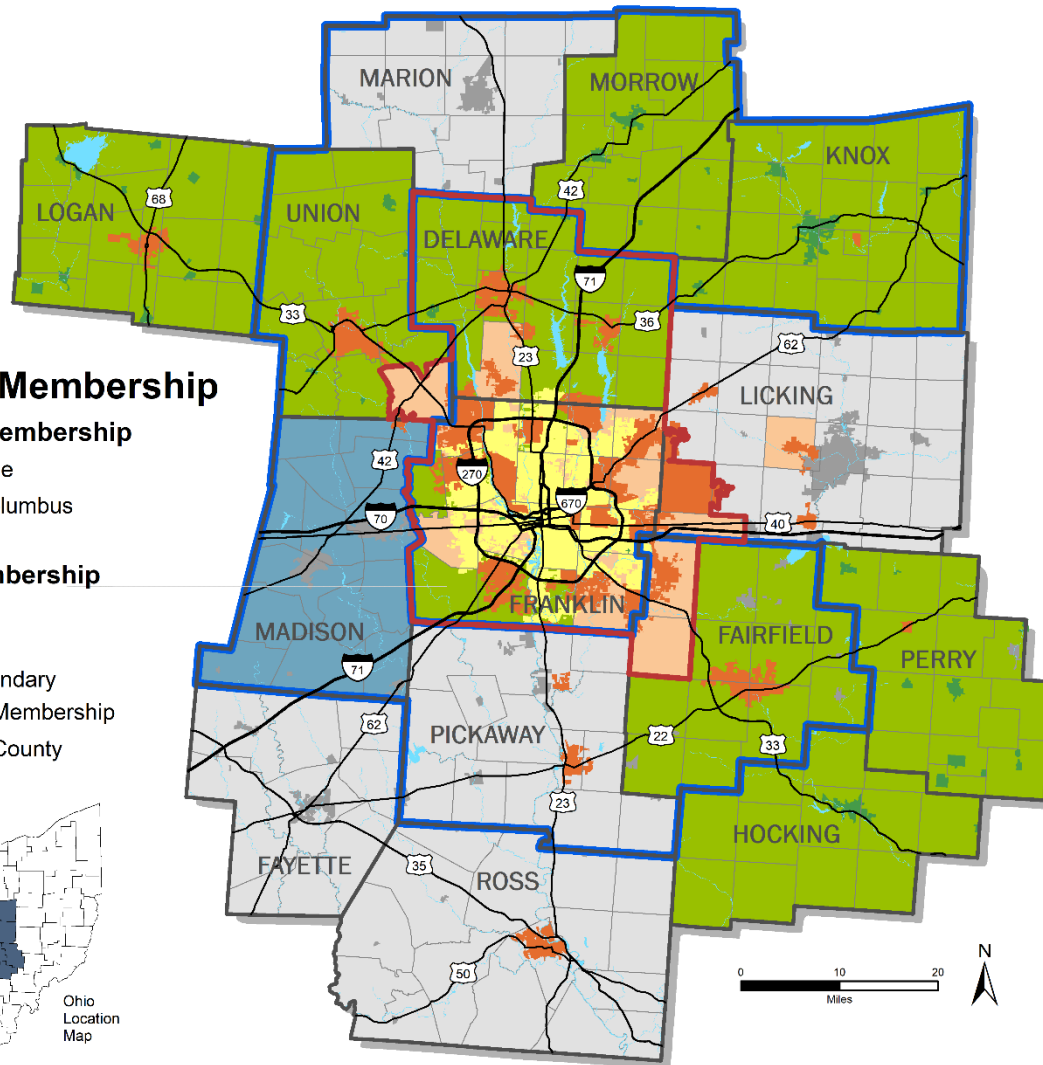 MARION
MORROW
KNOX
LOGAN
68
UNION
42
DELAWARE
71
33
36
62
23
Membership
LICKING
embership
e
42
270
lumbus
670
70
40
mbership
FRANKLIN
MADISON
FAIRFIELD
PERRY
71
ndary
Membership
62
PICKAWAY
22
33
County
23
HOCKING
FAYETTE
35
ROSS
50
N
0 10 20
Miles
Ohio
Location
Map